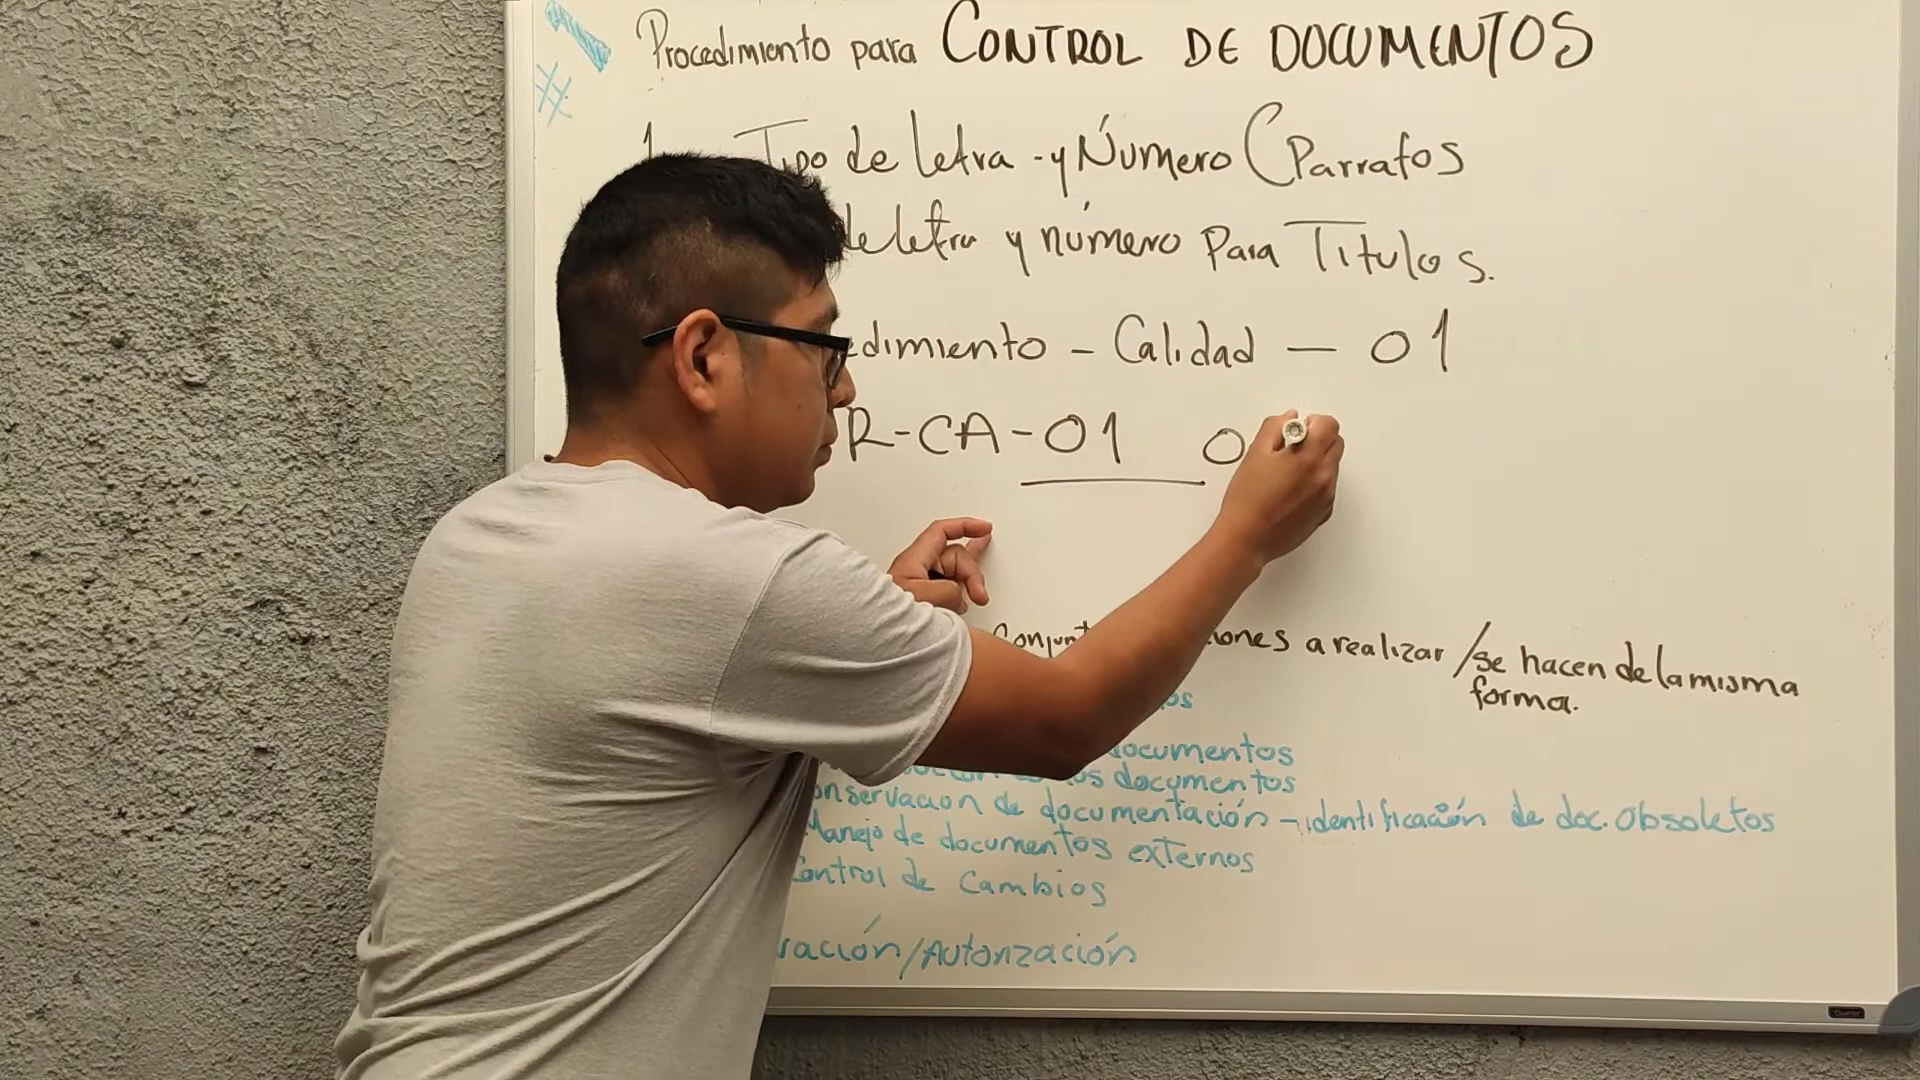 Procedimiento para CONTROL DE DOCUMENTOS
1 Tipo de letra - y Número (Parrafos
de letra y número para Titulos.
edimiento - Calidad - 01
R-CA-01 0
Conjunt iones a realizar / se hacen de la misma
forma.
os
documentos
los documentos
onservacion de documentación - identificación de doc. obsoletos
Manejo de documentos externos
Control de Cambios
ración/Autorización
Quartet